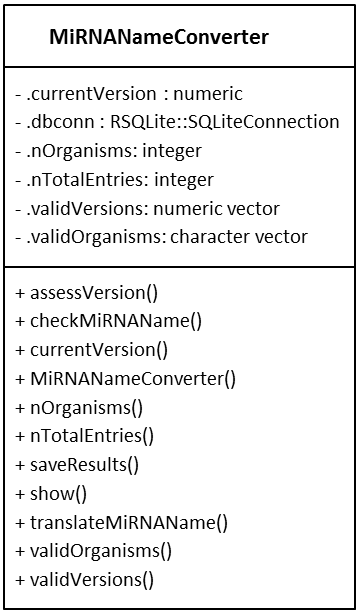 MiRNANameConverter
- .currentVersion : numeric
- .dbconn : RSQLite::SQLiteConnection
- .nOrganisms: integer
- .nTotalEntries: integer
- .validVersions: numeric vector
- .validOrganisms: character vector
+ assessVersion()
+ checkMiRNAName()
+ currentVersion()
+ MiRNANameConverter()
+ nOrganisms()
+ nTotalEntries()
+ saveResults()
+ show()
+ translateMiRNAName()
+ validOrganisms()
+ validVersions()